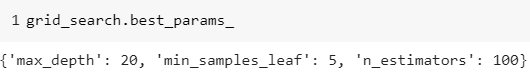 1 grid_search.best_params_
{'max_depth': 20, 'min_samples_leaf': 5, 'n_estimators': 100}